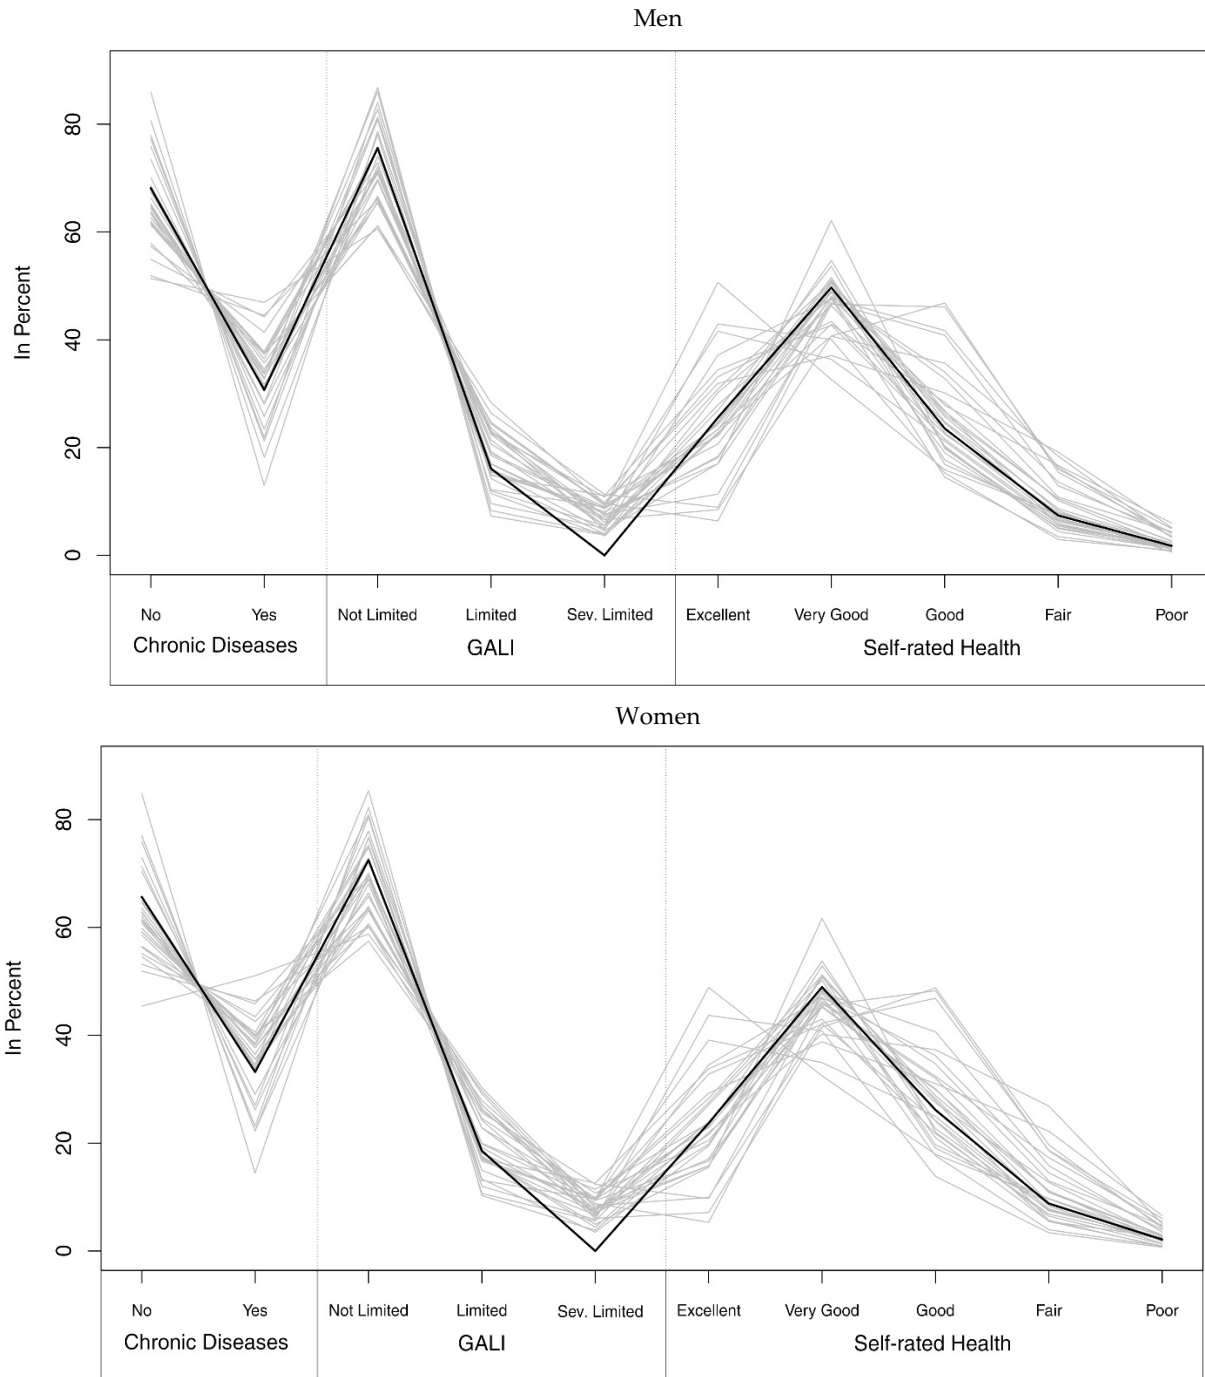 Men
In Percent
80
60
40
20
0
No Yes Not Limited Limited Sev. Limited Excellent Very Good Good Fair Poor
Chronic Diseases GALI Self-rated Health
Women
In Percent
80
60
40
20
0
No Yes Not Limited Limited Sev. Limited Excellent Very Good Good Fair Poor
Chronic Diseases GALI Self-rated Health